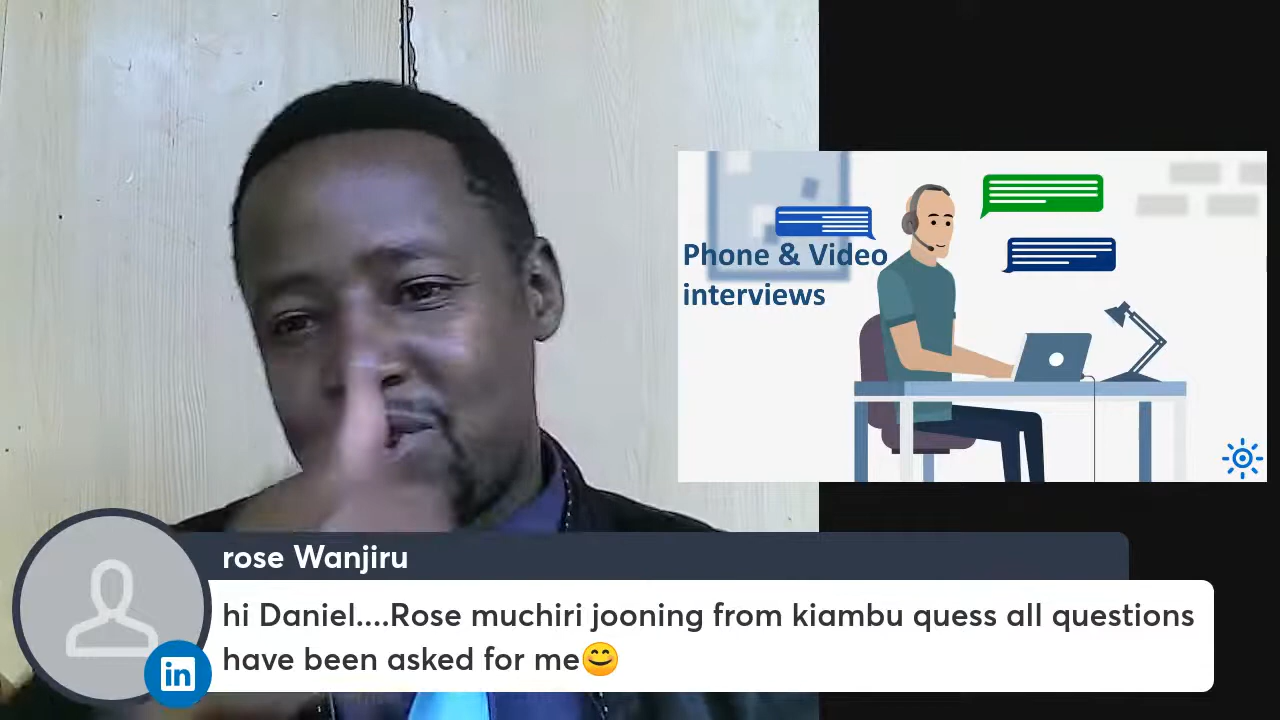 Phone & Video
interviews
rose Wanjiru
hi Daniel....Rose muchiri jooning from kiambu quess all questions
have been asked for me😊
in